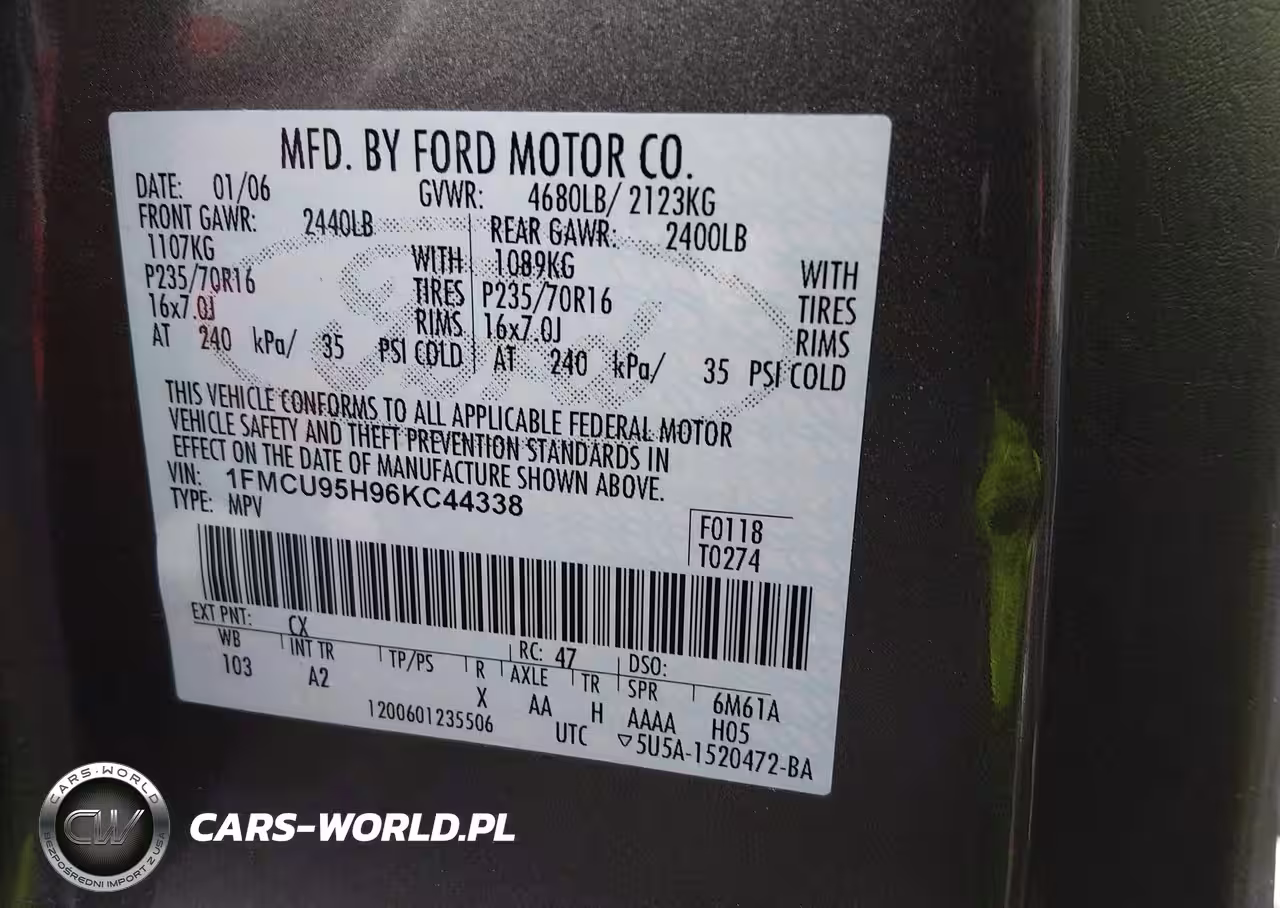 MFD. BY FORD MOTOR CO.
DATE: 01/06 GVWR: 4680LB/ 2123KG
FRONT GAWR: 2440LB REAR GAWR: 2400LB
1107KG WITH 1089KG WITH
P235/70R16 TIRES P235/70R16 TIRES
16x7.0J RIMS 16x7.0J RIMS
AT 240 kPa/ 35 PSI COLD AT 240 kPa/ 35 PSI COLD
THIS VEHICLE CONFORMS TO ALL APPLICABLE FEDERAL MOTOR
VEHICLE SAFETY AND THEFT PREVENTION STANDARDS IN
EFFECT ON THE DATE OF MANUFACTURE SHOWN ABOVE.
VIN: 1FMCU95H96KC44338
TYPE: MPV
F0118
T0274
EXT PNT: CX RC: 47 DSO:
WB INT TR TP/PS R AXLE TR SPR 6M61A
103 A2 X AA H AAAA H05
1200601235506 UTC ▽5U5A-1520472-BA
Ford
CARS-WORLD
CW
BEZPOŚREDNI IMPORT Z USA
CARS-WORLD.PL